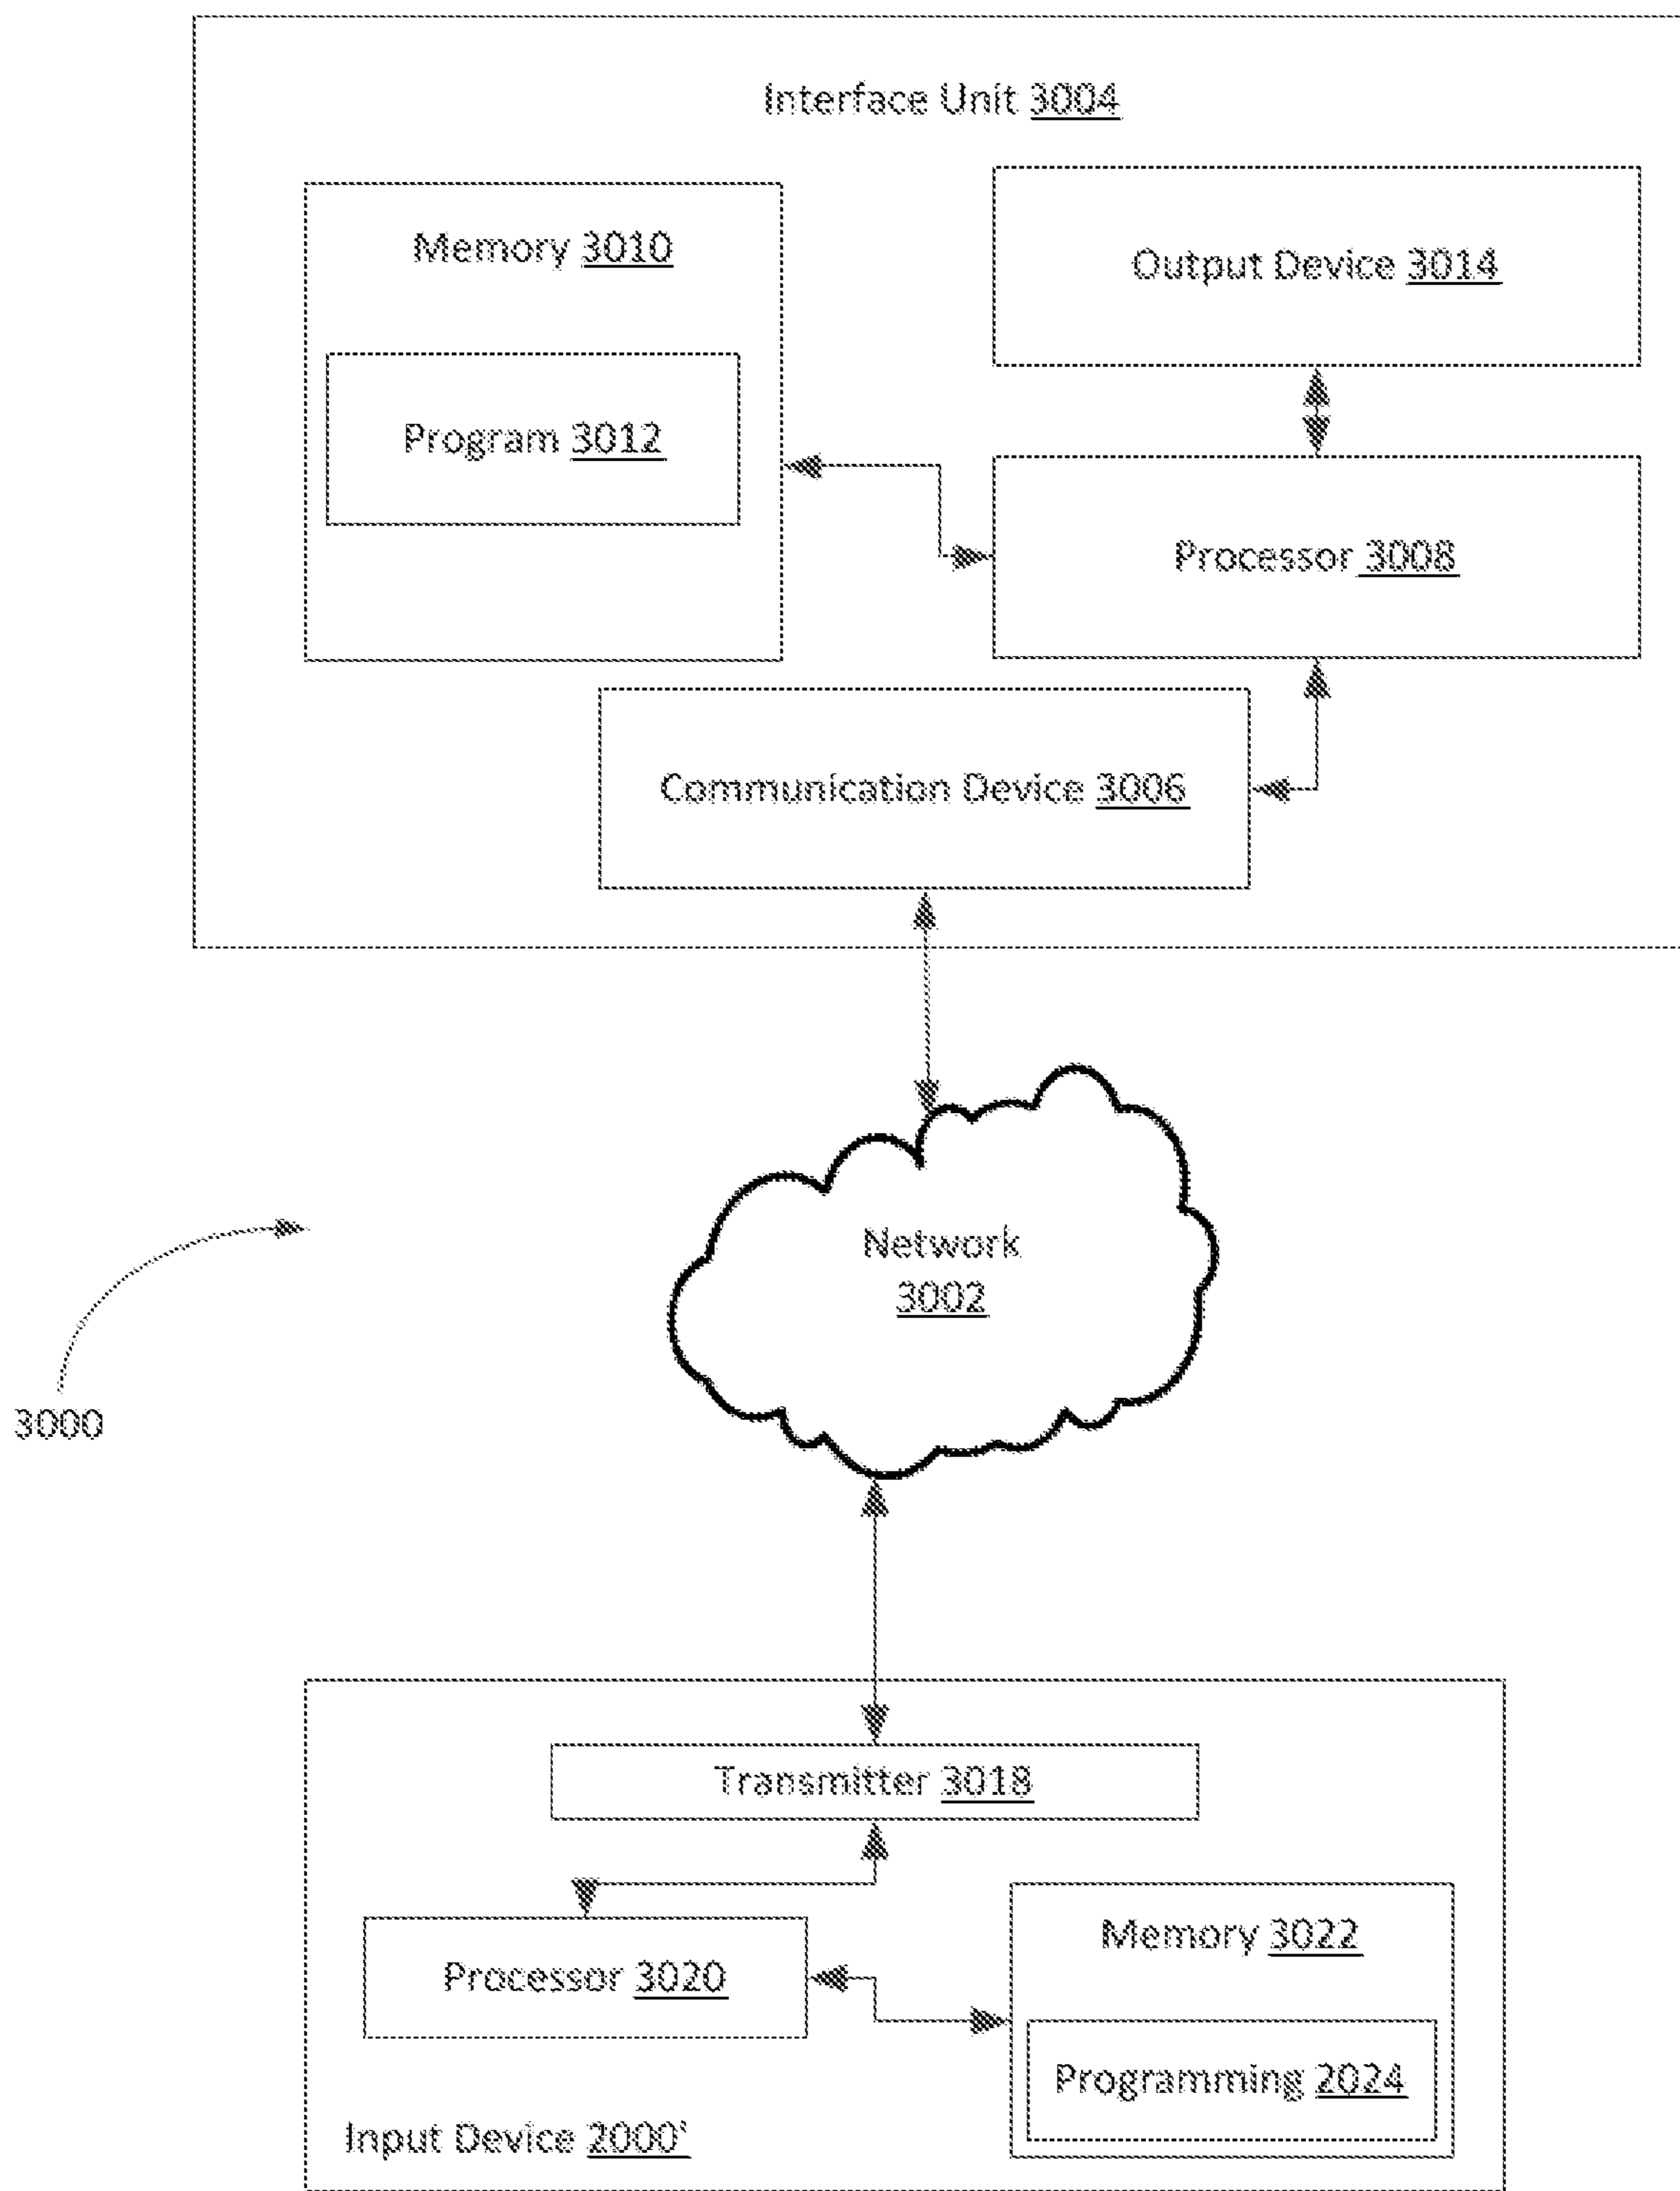 Interface Unit 3004
Memory 3010
Output Device 3014
Program 3012
Processor 3008
Communication Device 3006
Network
3002
3000
Transmitter 3018
Processor 3020
Memory 3022
Programming 2024
Input Device 2000'